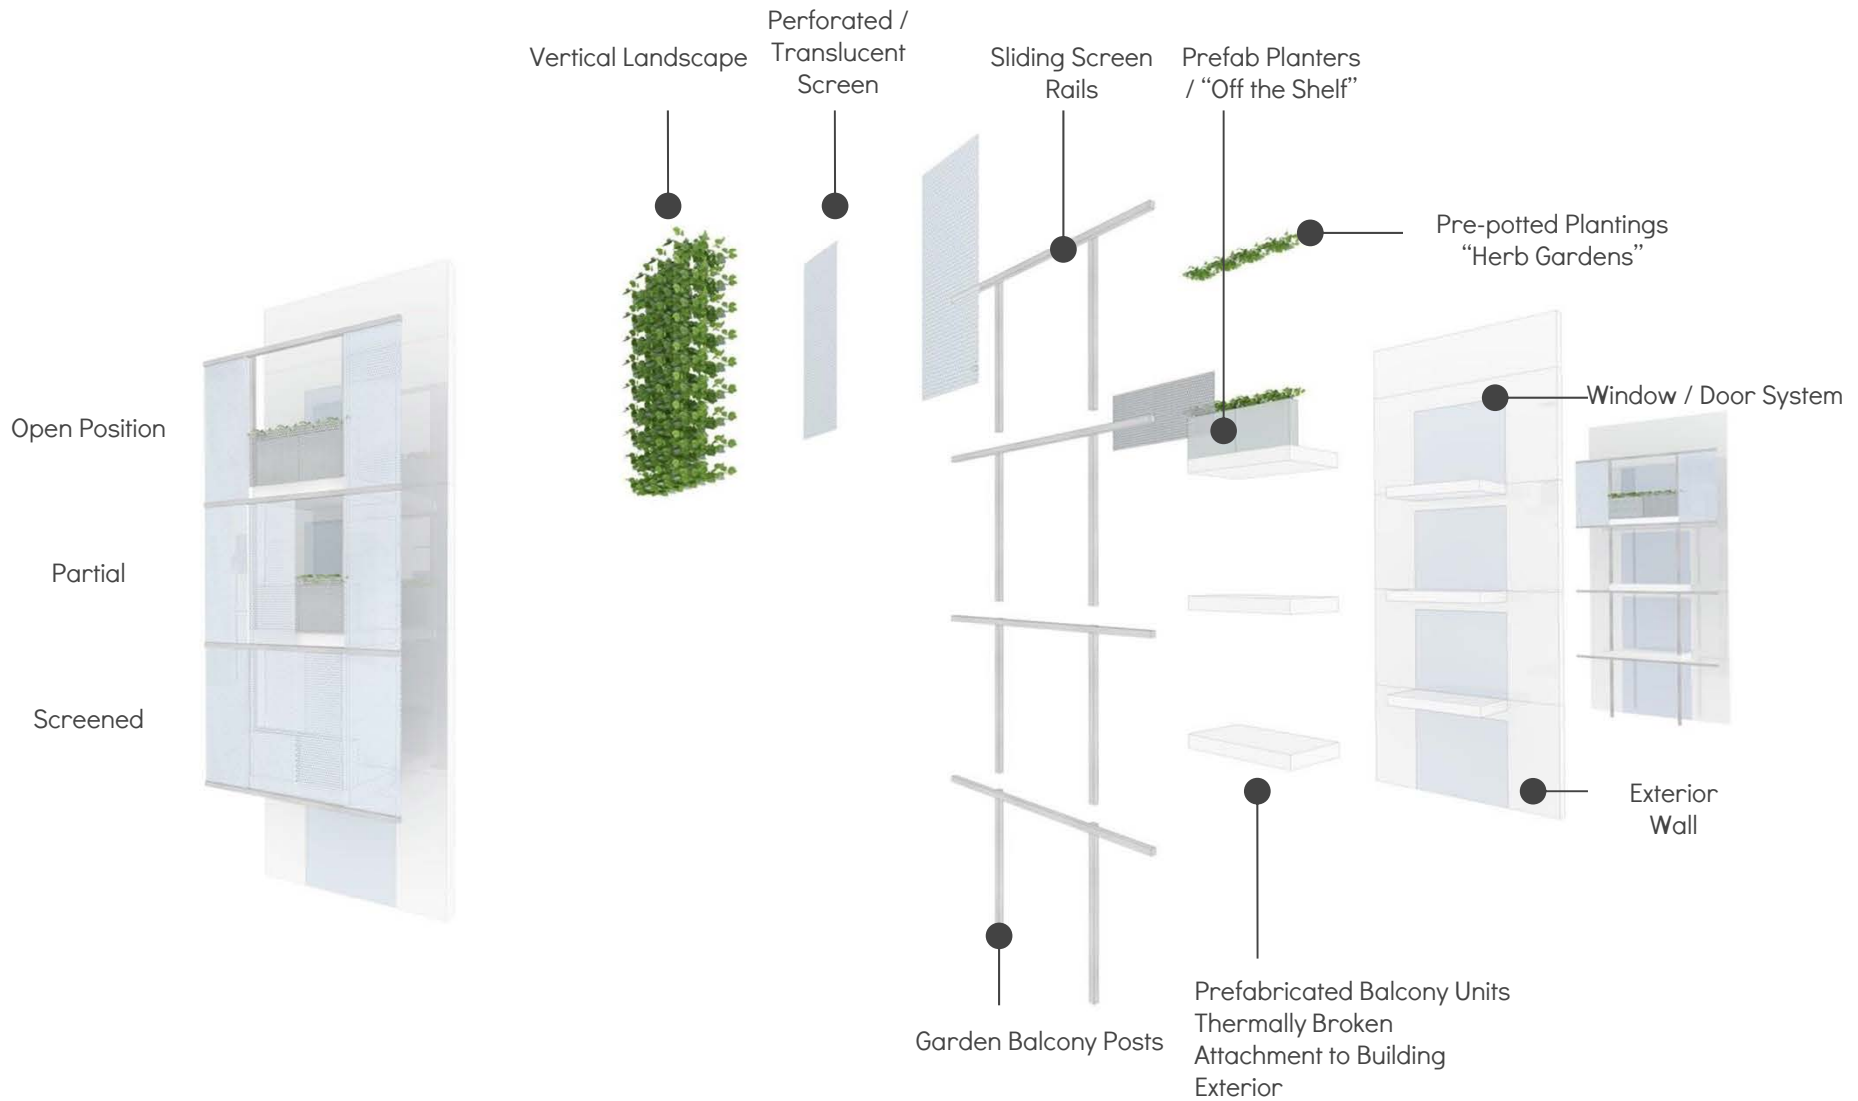 Vertical Landscape
Perforated /
Translucent
Screen
Sliding Screen
Rails
Prefab Planters
/ “Off the Shelf”
Pre-potted Plantings
“Herb Gardens”
Window / Door System
Open Position
Partial
Screened
Exterior
Wall
Garden Balcony Posts
Prefabricated Balcony Units
Thermally Broken
Attachment to Building
Exterior